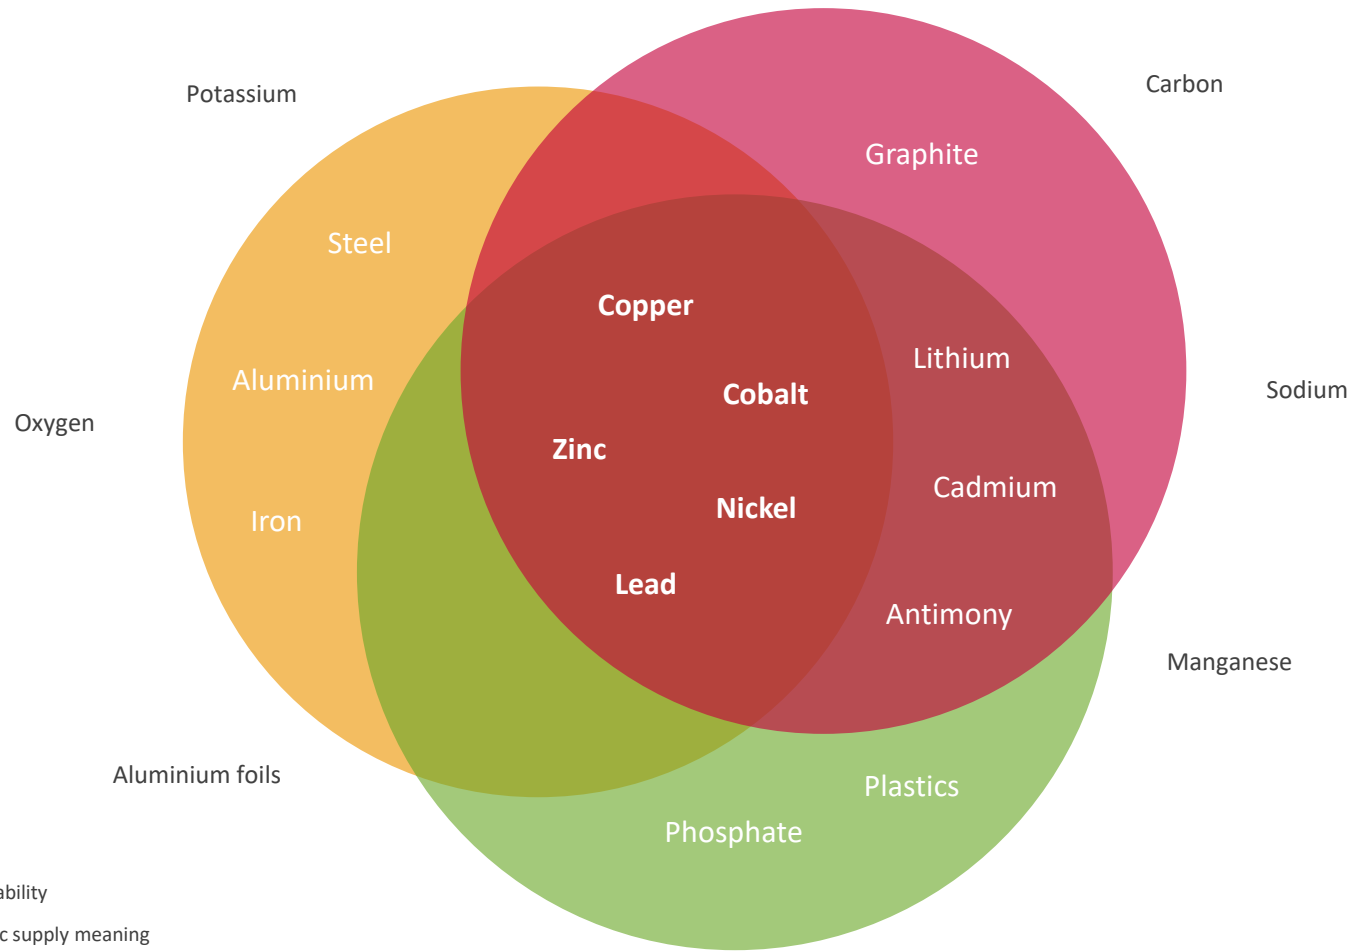 Carbon
Potassium
Graphite
Steel
Copper
Lithium
Aluminium
Cobalt
Sodium
Oxygen
Zinc
Cadmium
Nickel
Iron
Lead
Antimony
Manganese
Aluminium foils
Plastics
Phosphate
ability
c supply meaning